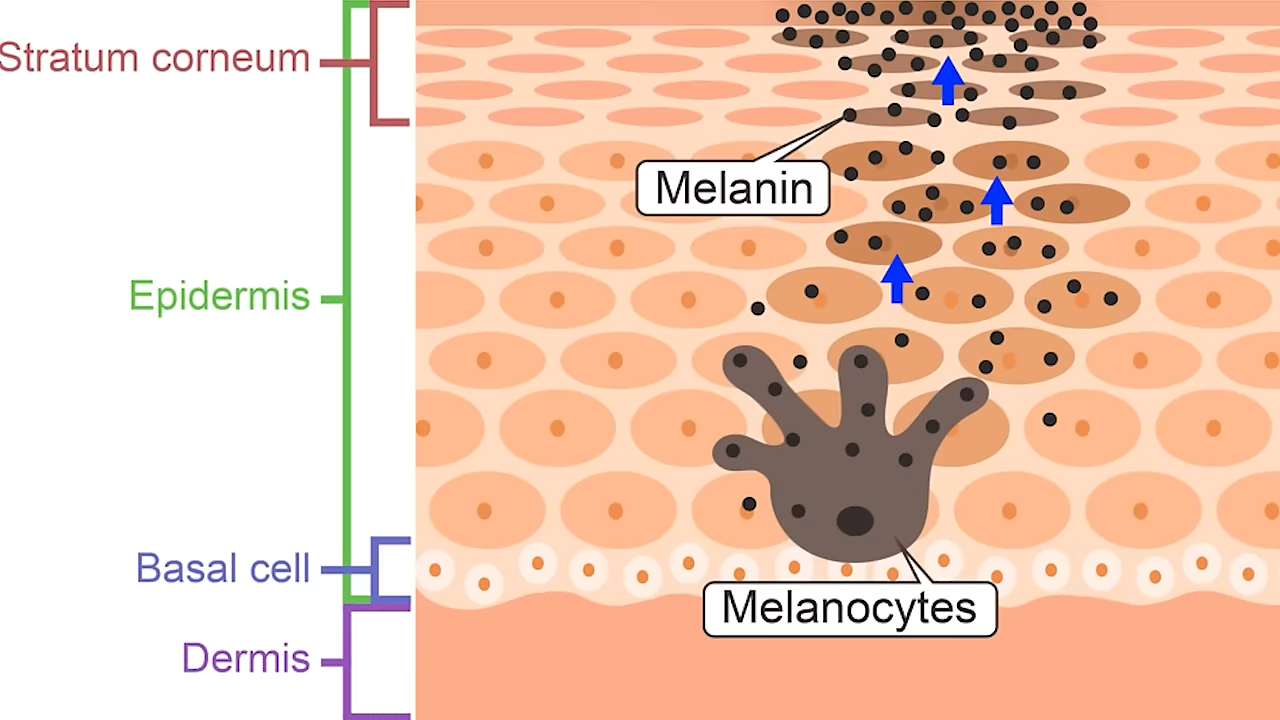 Stratum corneum
Melanin
Epidermis
Basal cell
Melanocytes
Dermis